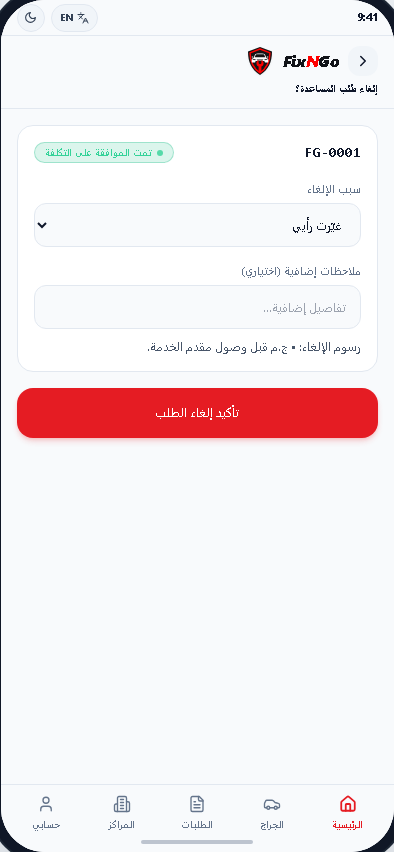 9:41
EN
FixNGo
إلغاء طلب المساعدة؟
FG-0001
تمت الموافقة على التكلفة
سبب الإلغاء
غيّرت رأيي
ملاحظات إضافية (اختياري)
تفاصيل إضافية...
رسوم الإلغاء: ٠ ج.م قبل وصول مقدم الخدمة.
تأكيد إلغاء الطلب
الرئيسية
الجراج
الطلبات
المراكز
حسابي